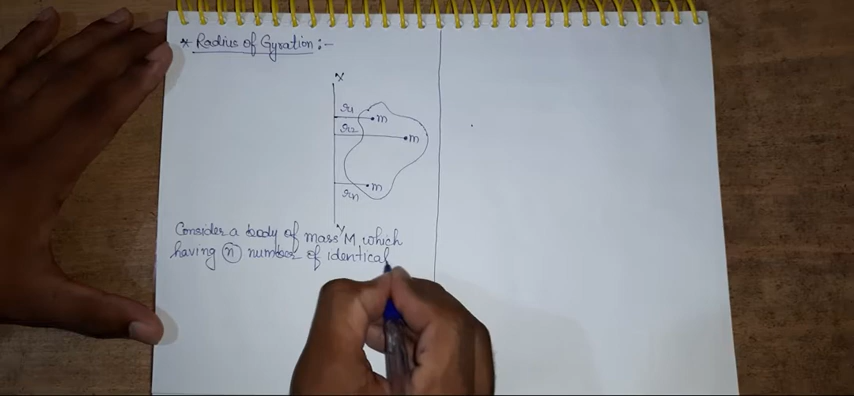 * Radius of Gyration :-
X
r1
m
r2
m
rn
m
Y
Consider a body of mass M which
having n number of identical